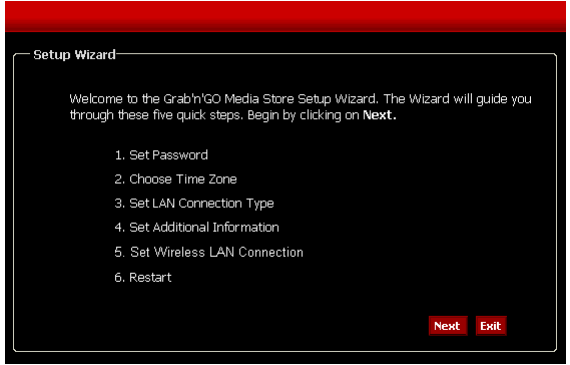 Setup Wizard
Welcome to the Grab'n'GO Media Store Setup Wizard. The Wizard will guide you
through these five quick steps. Begin by clicking on Next.
1. Set Password
2. Choose Time Zone
3. Set LAN Connection Type
4. Set Additional Information
5. Set Wireless LAN Connection
6. Restart
Next Exit